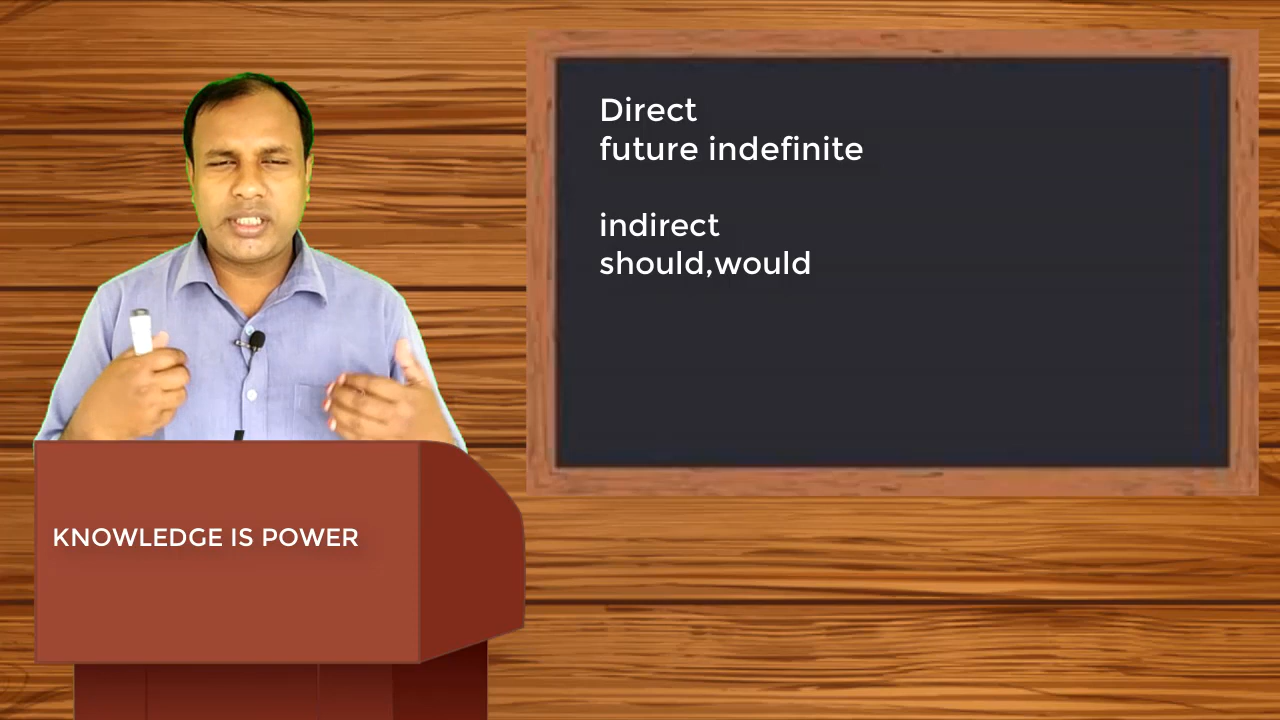 Direct
future indefinite
indirect
should,would
KNOWLEDGE IS POWER